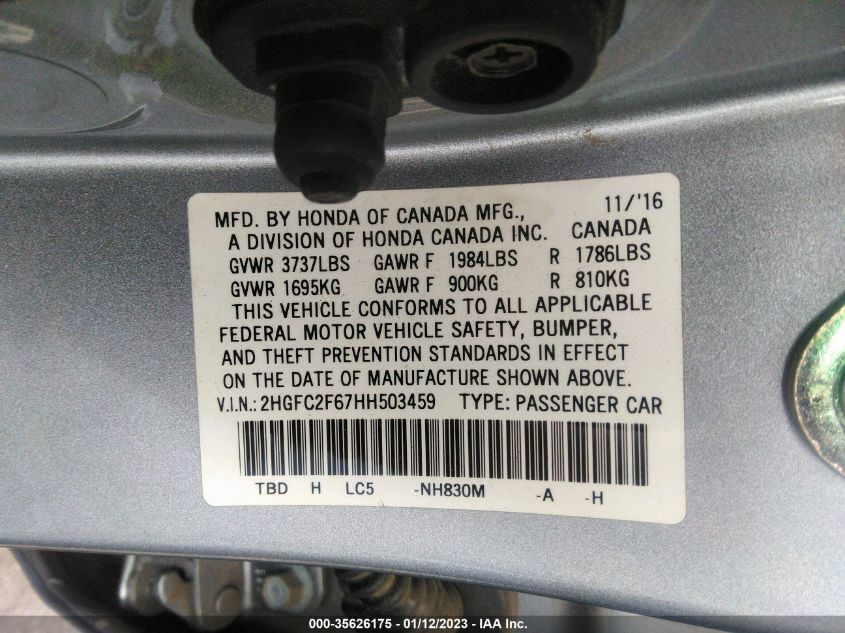 MFD. BY HONDA OF CANADA MFG., 11/'16
A DIVISION OF HONDA CANADA INC. CANADA
GVWR 3737LBS GAWR F 1984LBS R 1786LBS
GVWR 1695KG GAWR F 900KG R 810KG
THIS VEHICLE CONFORMS TO ALL APPLICABLE
FEDERAL MOTOR VEHICLE SAFETY, BUMPER,
AND THEFT PREVENTION STANDARDS IN EFFECT
ON THE DATE OF MANUFACTURE SHOWN ABOVE.
V.I.N.: 2HGFC2F67HH503459 TYPE: PASSENGER CAR
TBD H LC5 -NH830M -A -H
000-35626175 - 01/12/2023 - IAA Inc.